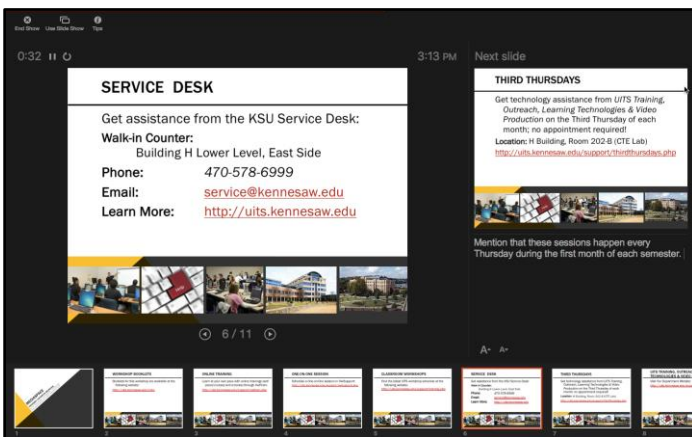 End Show Use Slide Show Tips
0:32
3:13 PM
SERVICE DESK
Get assistance from the KSU Service Desk:
Walk-in Counter:
Building H Lower Level, East Side
Phone: 470-578-6999
Email: service@kennesaw.edu
Learn More: http://uits.kennesaw.edu
6 / 11
Next slide
THIRD THURSDAYS
Get technology assistance from UITS Training,
Outreach, Learning Technologies & Video
Production on the Third Thursday of each
month; no appointment required!
Location: H Building, Room 202-B (CTE Lab)
http://uits.kennesaw.edu/support/thirdthursdays.php
Mention that these sessions happen every
Thursday during the first month of each semester.
A A
WORKSHOP BOOKLETS
ONLINE TRAINING
ONE-ON-ONE SESSION
CLASSROOM WORKSHOPS
SERVICE DESK
THIRD THURSDAYS
1
2
3
4
5
6
7
8